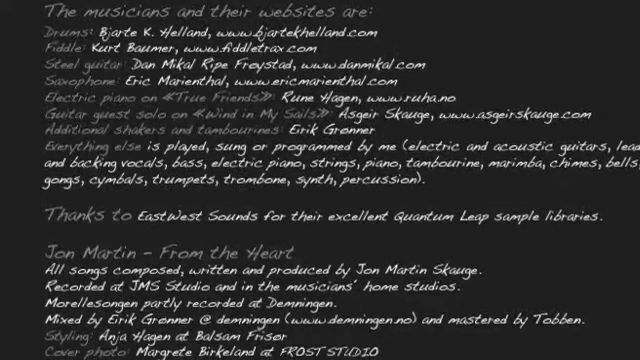 The musicians and their websites are:
Drums: Bjarte K. Helland, www.bjartekhelland.com
Fiddle: Kurt Baumer, www.fiddletrax.com
Steel guitar: Dan Mikal Ripe Frøystad, www.danmikal.com
Saxophone: Eric Marienthal, www.ericmarienthal.com
Electric piano on «True Friends»: Rune Hagen, www.ruha.no
Guitar guest solo on «Wind in My Sails»: Asgeir Skauge, www.asgeirskauge.com
Additional shakers and tambourines: Eirik Grønner
Everything else is played, sung or programmed by me (electric and acoustic guitars, lead
and backing vocals, bass, electric piano, strings, piano, tambourine, marimba, chimes, bells,
gongs, cymbals, trumpets, trombone, synth, percussion).
Thanks to EastWest Sounds for their excellent Quantum Leap sample libraries.
Jon Martin - From the Heart
All songs composed, written and produced by Jon Martin Skauge.
Recorded at JMS Studio and in the musicians' home studios.
Morellesongen partly recorded at Demningen.
Mixed by Eirik Grønner @ demningen (www.demningen.no) and mastered by Tobben.
Styling: Anja Hagen at Balsam Frisør
Cover photo: Margrete Birkeland at FROST STUDIO